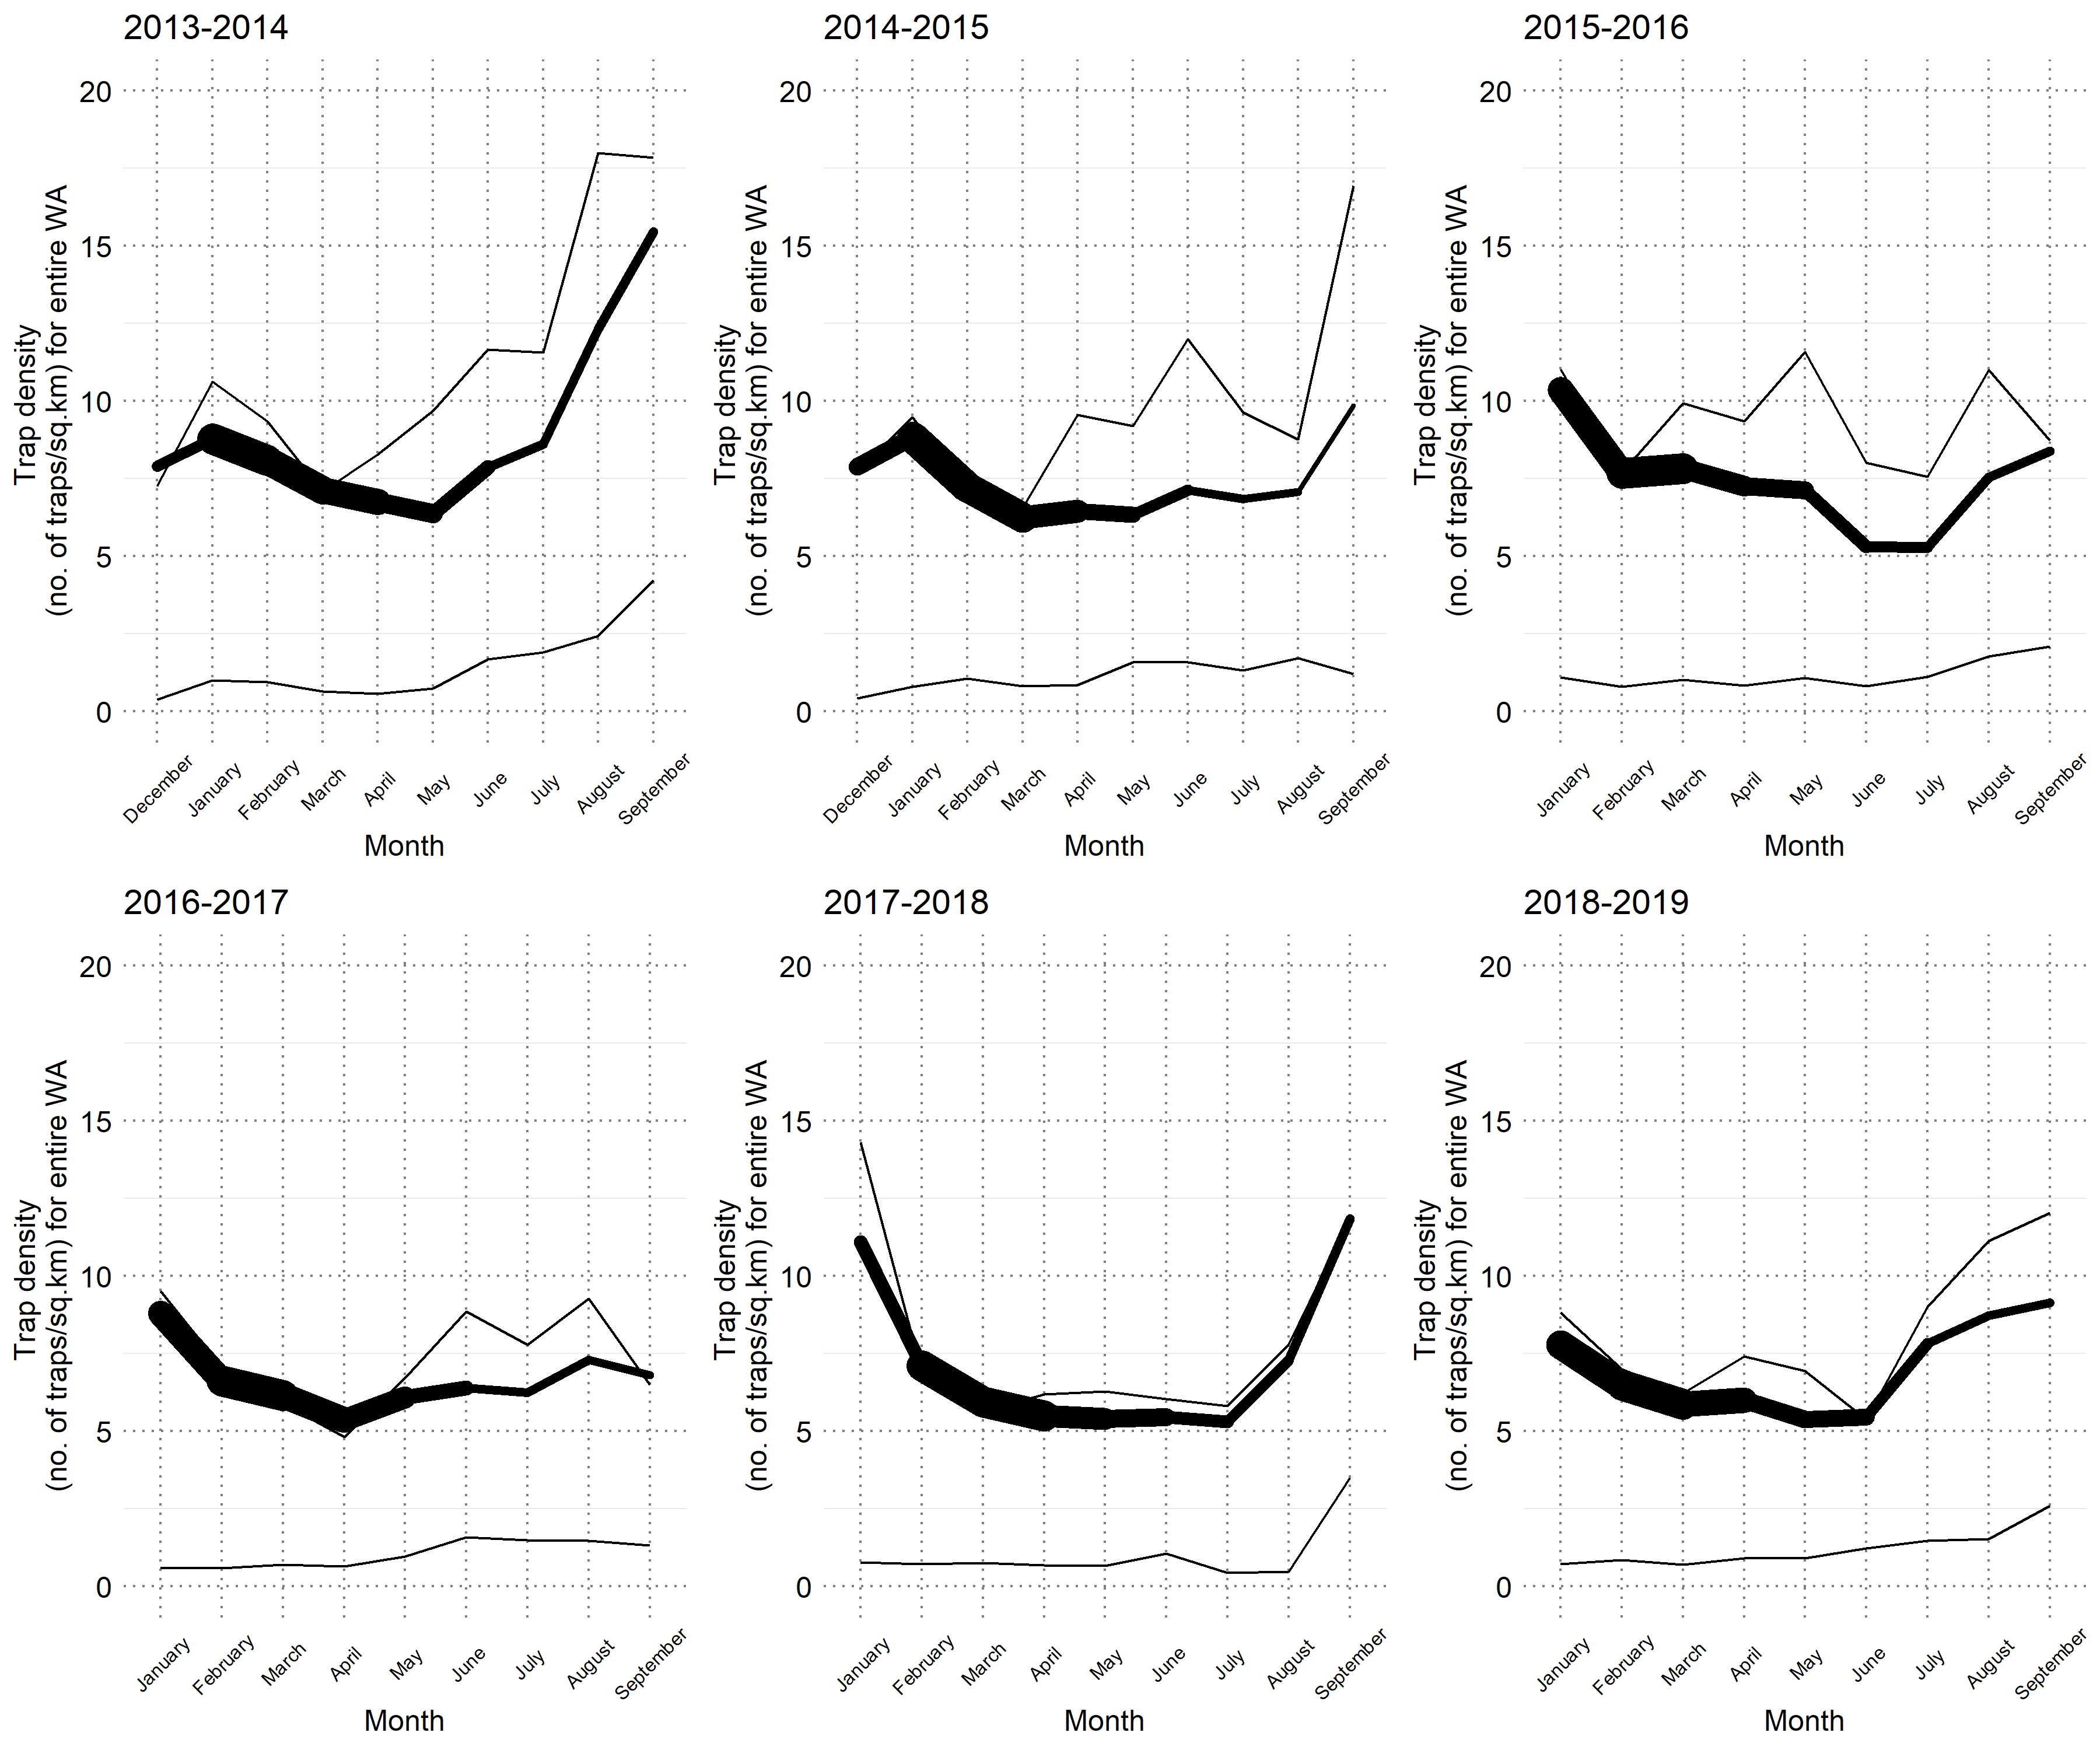 2013-2014
Trap density
(no. of traps/sq.km) for entire WA
20
15
10
5
0
December
January
February
March
April
May
June
July
August
September
Month
2014-2015
Trap density
(no. of traps/sq.km) for entire WA
20
15
10
5
0
December
January
February
March
April
May
June
July
August
September
Month
2015-2016
Trap density
(no. of traps/sq.km) for entire WA
20
15
10
5
0
January
February
March
April
May
June
July
August
September
Month
2016-2017
Trap density
(no. of traps/sq.km) for entire WA
20
15
10
5
0
January
February
March
April
May
June
July
August
September
Month
2017-2018
Trap density
(no. of traps/sq.km) for entire WA
20
15
10
5
0
January
February
March
April
May
June
July
August
September
Month
2018-2019
Trap density
(no. of traps/sq.km) for entire WA
20
15
10
5
0
January
February
March
April
May
June
July
August
September
Month